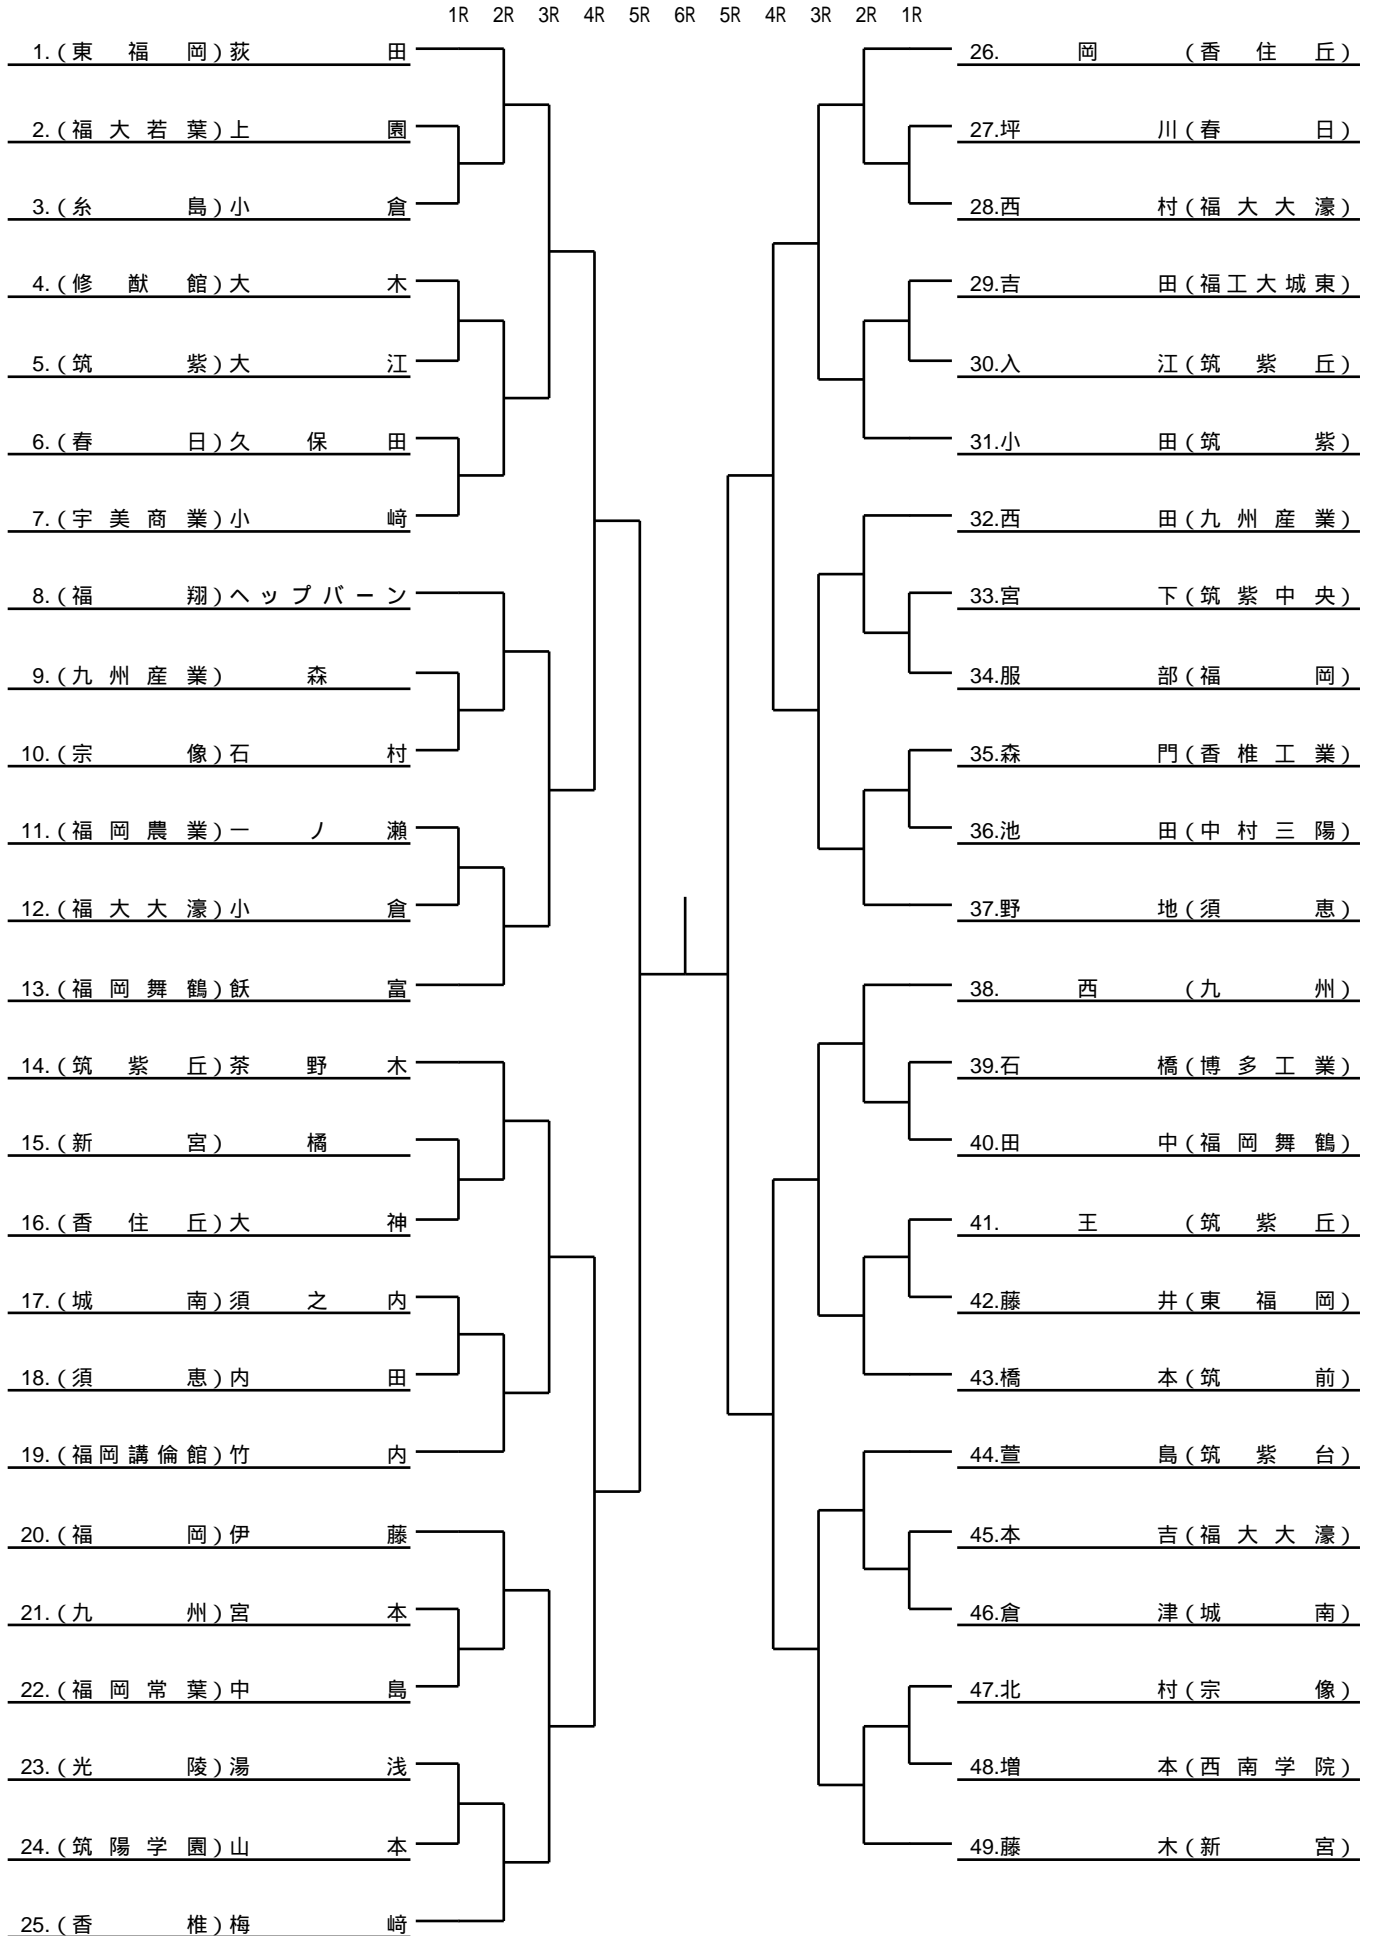 1R 2R 3R 4R 5R 6R 5R 4R 3R 2R 1R
1.(東福岡)荻田
2.(福大若葉)上園
3.(糸島)小倉
4.(修猷館)大木
5.(筑紫)大江
6.(春日)久保田
7.(宇美商業)小﨑
8.(福翔)ヘップバーン
9.(九州産業)森
10.(宗像)石村
11.(福岡農業)一ノ瀬
12.(福大大濠)小倉
13.(福岡舞鶴)飫富
14.(筑紫丘)茶野木
15.(新宮)橘
16.(香住丘)大神
17.(城南)須之内
18.(須恵)内田
19.(福岡講倫館)竹内
20.(福岡)伊藤
21.(九州)宮本
22.(福岡常葉)中島
23.(光陵)湯浅
24.(筑陽学園)山本
25.(香椎)梅﨑
26.岡(香住丘)
27.坪川(春日)
28.西村(福大大濠)
29.吉田(福工大城東)
30.入江(筑紫丘)
31.小田(筑紫)
32.西田(九州産業)
33.宮下(筑紫中央)
34.服部(福岡)
35.森門(香椎工業)
36.池田(中村三陽)
37.野地(須恵)
38.西(九州)
39.石橋(博多工業)
40.田中(福岡舞鶴)
41.王(筑紫丘)
42.藤井(東福岡)
43.橋本(筑前)
44.萱島(筑紫台)
45.本吉(福大大濠)
46.倉津(城南)
47.北村(宗像)
48.増本(西南学院)
49.藤木(新宮)